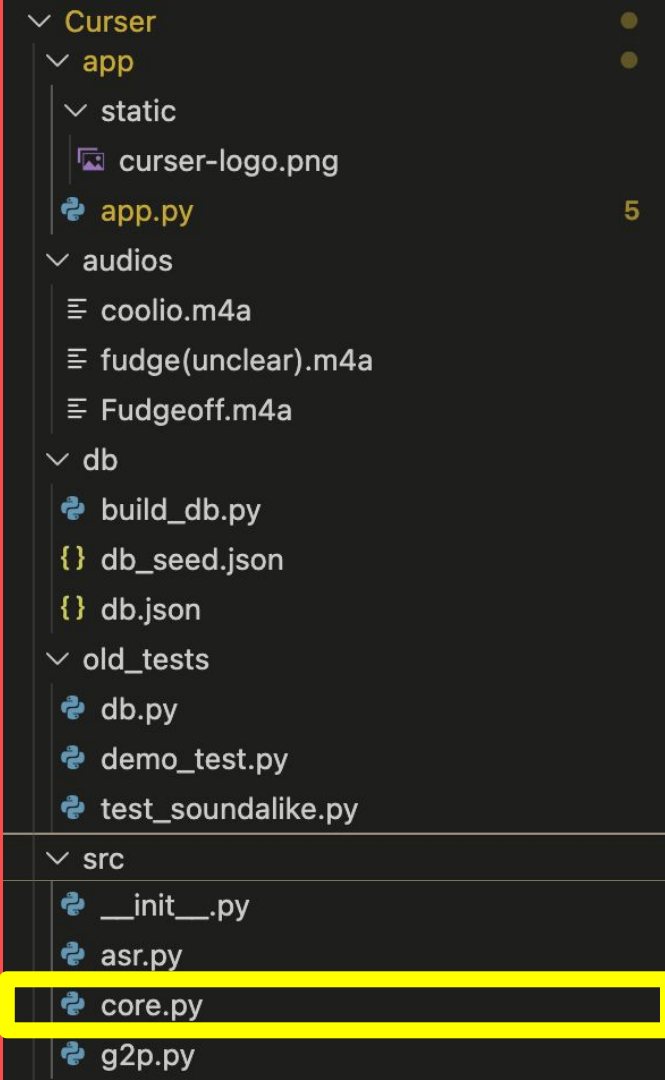 Curser
app
static
curser-logo.png
app.py 5
audios
coolio.m4a
fudge(unclear).m4a
Fudgeoff.m4a
db
build_db.py
{} db_seed.json
{} db.json
old_tests
db.py
demo_test.py
test_soundalike.py
src
__init__.py
asr.py
core.py
g2p.py